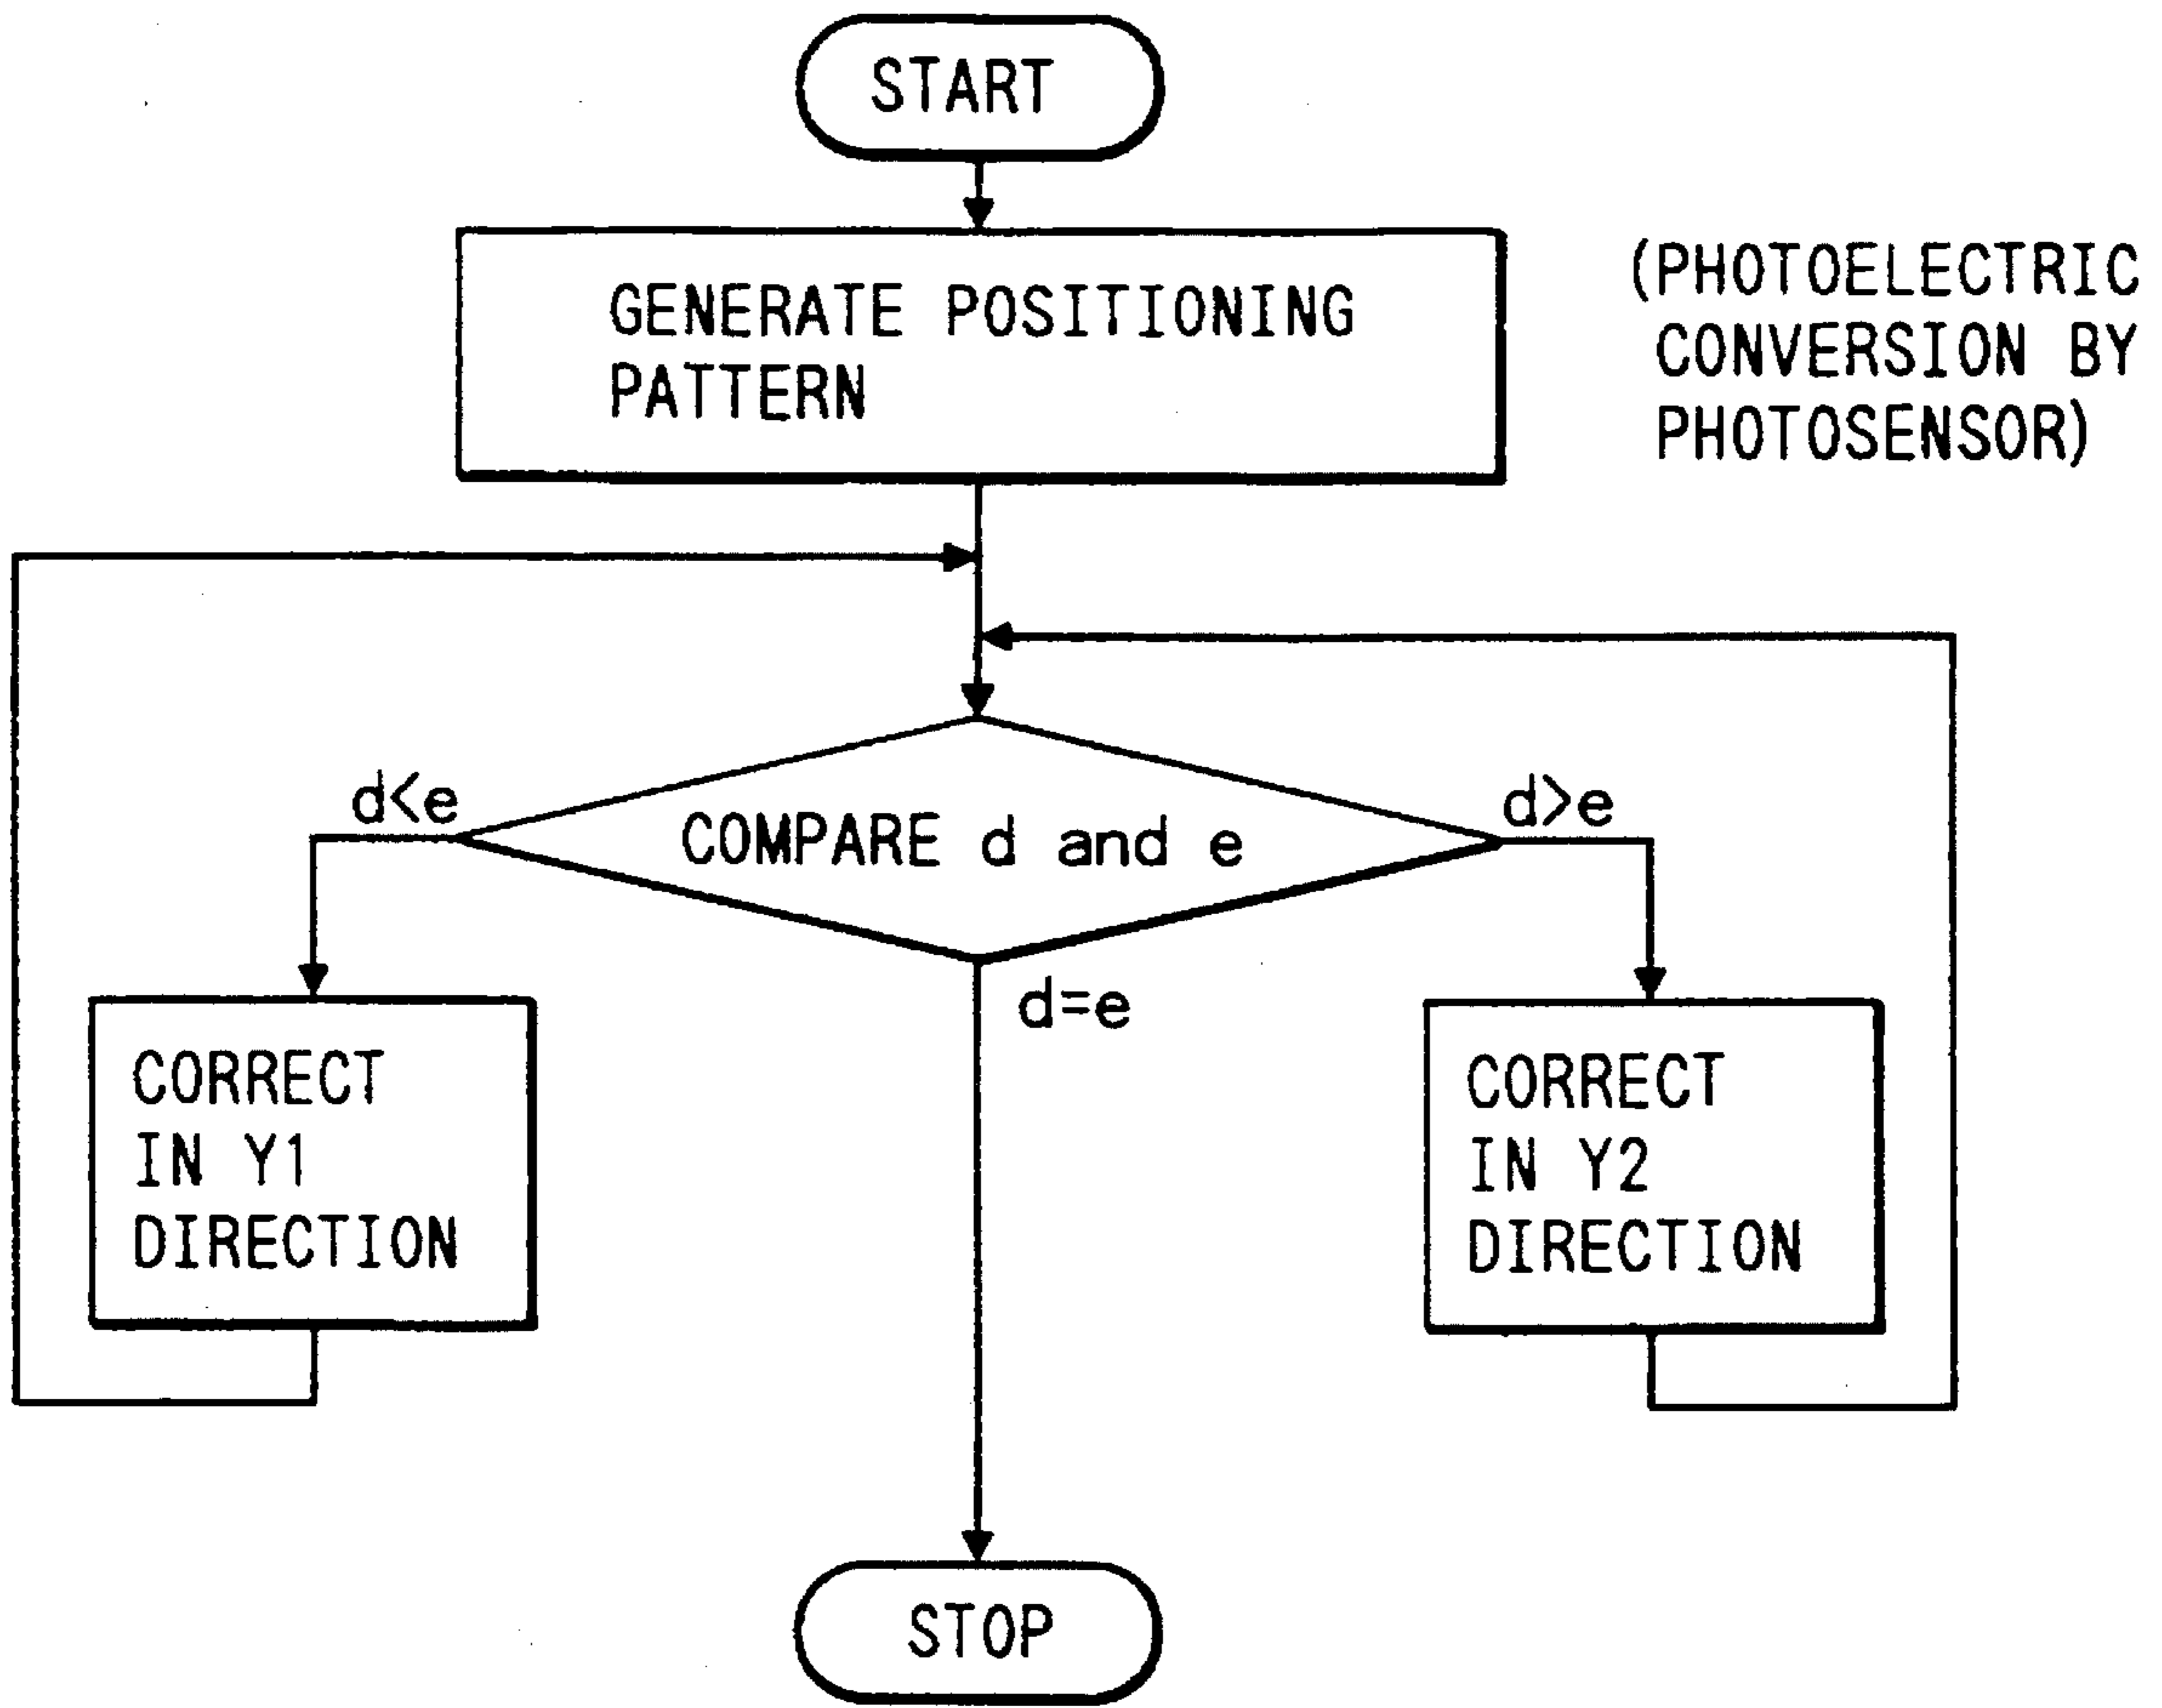 START
GENERATE POSITIONING
PATTERN
(PHOTOELECTRIC
CONVERSION BY
PHOTOSENSOR)
d<e
COMPARE d and e
d>e
d=e
CORRECT
IN Y1
DIRECTION
CORRECT
IN Y2
DIRECTION
STOP